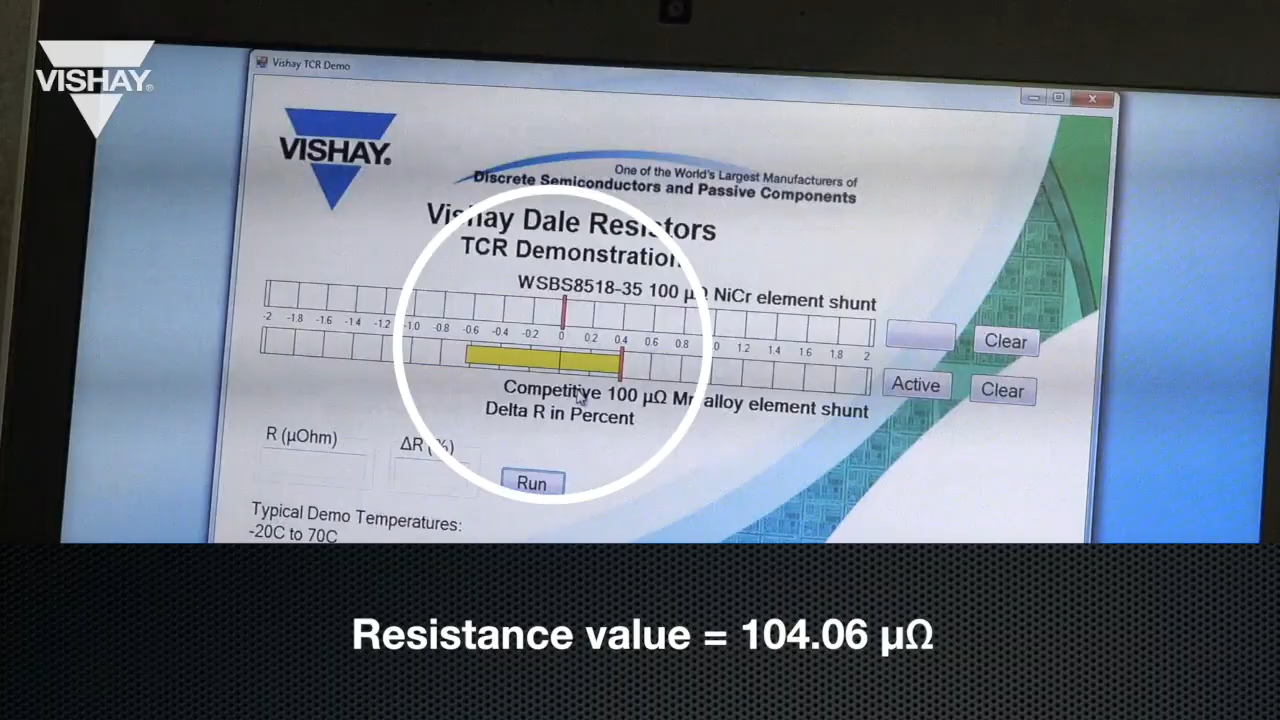 VISHAY®
Vishay TCR Demo
VISHAY.
One of the World's Largest Manufacturers of
Discrete Semiconductors and Passive Components
Vishay Dale Resistors
TCR Demonstration
WSBS8518-35 100 µΩ NiCr element shunt
-2 -1.8 -1.6 -1.4 -1.2 -1.0 -0.8 -0.6 -0.4 -0.2 0 0.2 0.4 0.6 0.8 0 1.2 1.4 1.6 1.8 2
Clear
Active
Clear
Competitive 100 µΩ Mn alloy element shunt
Delta R in Percent
R (µOhm)
ΔR (%)
Run
Typical Demo Temperatures:
-20C to 70C
Resistance value = 104.06 µΩ